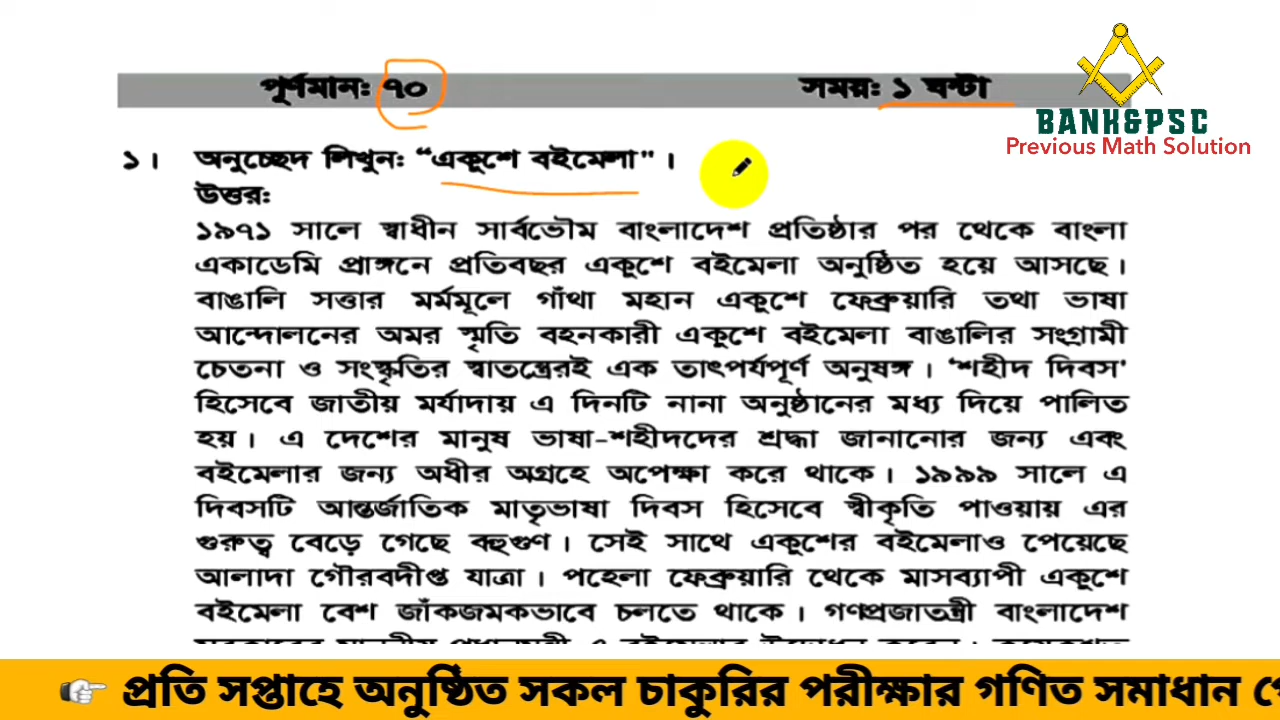 পূর্ণমান: ৭০ সময়: ১ ঘন্টা
BANK&PSC
Previous Math Solution
১। অনুচ্ছেদ লিখুন: “একুশে বইমেলা"।
উত্তর:
১৯৭১ সালে স্বাধীন সার্বভৌম বাংলাদেশ প্রতিষ্ঠার পর থেকে বাংলা
একাডেমি প্রাঙ্গনে প্রতিবছর একুশে বইমেলা অনুষ্ঠিত হয়ে আসছে।
বাঙালি সত্তার মর্মমূলে গাঁথা মহান একুশে ফেব্রুয়ারি তথা ভাষা
আন্দোলনের অমর স্মৃতি বহনকারী একুশে বইমেলা বাঙালির সংগ্রামী
চেতনা ও সংস্কৃতির স্বাতন্ত্রেরই এক তাৎপর্যপূর্ণ অনুষঙ্গ। ‘শহীদ দিবস'
হিসেবে জাতীয় মর্যাদায় এ দিনটি নানা অনুষ্ঠানের মধ্য দিয়ে পালিত
হয়। এ দেশের মানুষ ভাষা-শহীদদের শ্রদ্ধা জানানোর জন্য এবং
বইমেলার জন্য অধীর অগ্রহে অপেক্ষা করে থাকে। ১৯৯৯ সালে এ
দিবসটি আন্তর্জাতিক মাতৃভাষা দিবস হিসেবে স্বীকৃতি পাওয়ায় এর
গুরুত্ব বেড়ে গেছে বহুগুণ। সেই সাথে একুশের বইমেলাও পেয়েছে
আলাদা গৌরবদীপ্ত যাত্রা। পহেলা ফেব্রুয়ারি থেকে মাসব্যাপী একুশে
বইমেলা বেশ জাঁকজমকভাবে চলতে থাকে। গণপ্রজাতন্ত্রী বাংলাদেশ
প্রতি সপ্তাহে অনুষ্ঠিত সকল চাকুরির পরীক্ষার গণিত সমাধান পে